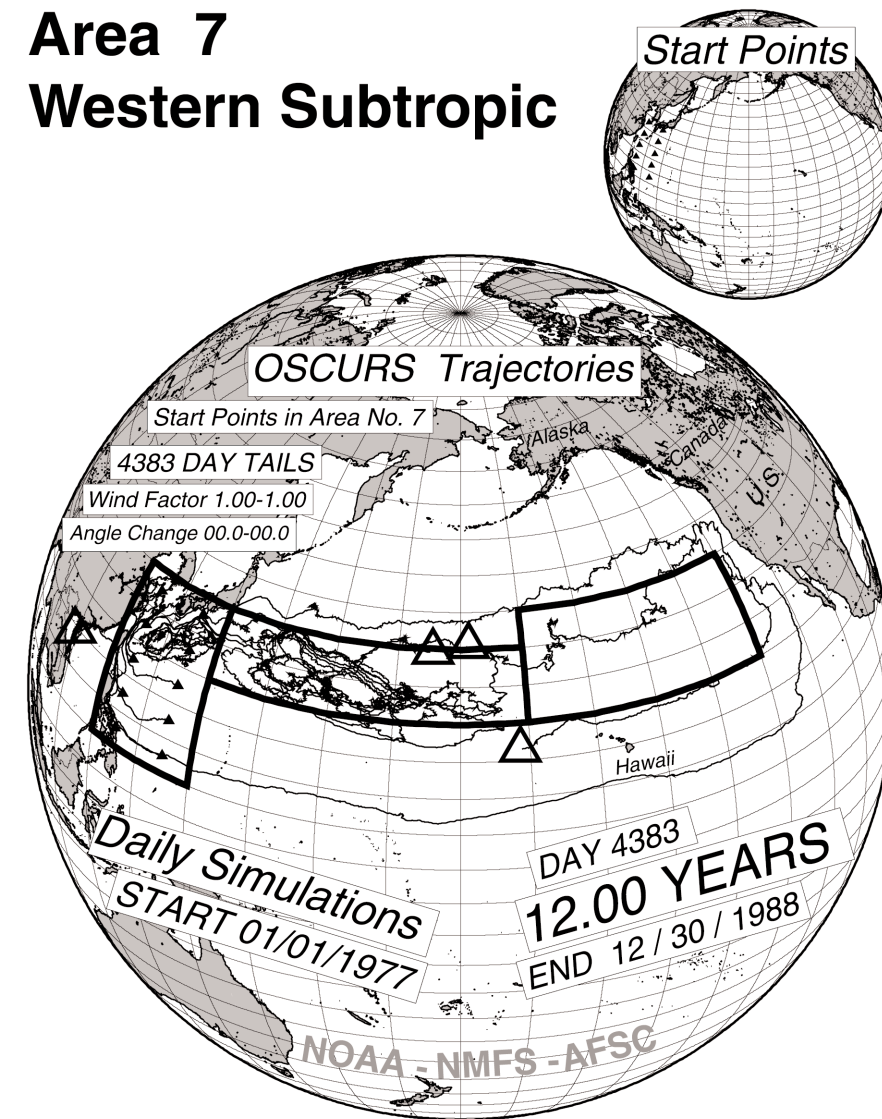 Area 7
Western Subtropic
Start Points
OSCURS Trajectories
Start Points in Area No. 7
4383 DAY TAILS
Wind Factor 1.00-1.00
Angle Change 00.0-00.0
Alaska
Canada
U.S.
Hawaii
Daily Simulations
START 01/01/1977
DAY 4383
12.00 YEARS
END 12 / 30 / 1988
NOAA - NMFS - AFSC